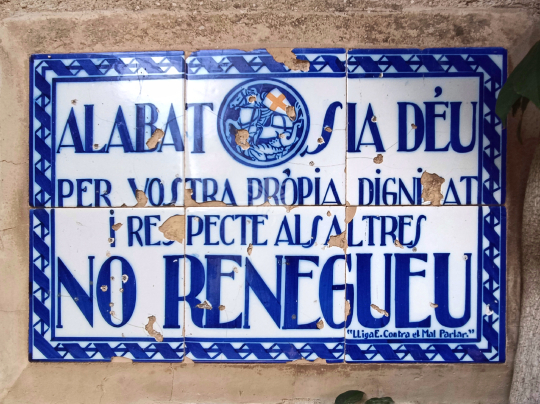 ALABAT SIA DÉU
PER VOSTRA PRÒPIA DIGNITAT
I RESPECTE ALS ALTRES
NO RENEGUEU
"LLiga E. Contra el Mal Parlar."